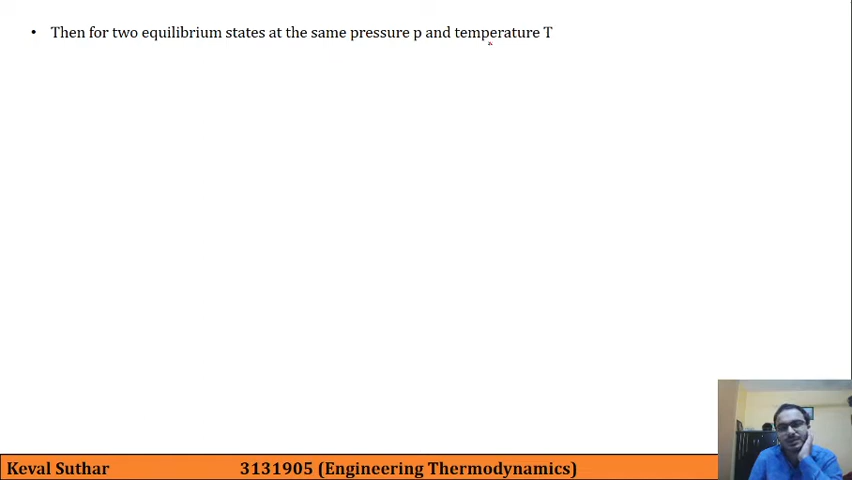 • Then for two equilibrium states at the same pressure p and temperature T
Keval Suthar 3131905 (Engineering Thermodynamics)